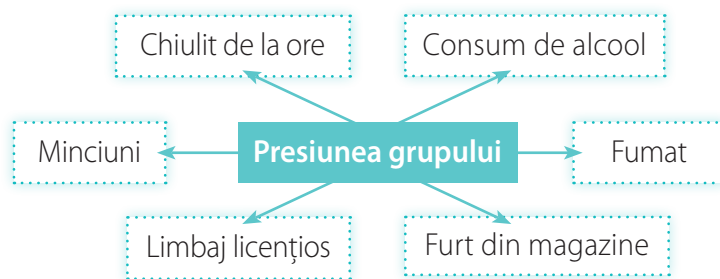 Chiulit de la ore
Consum de alcool
Minciuni
Presiunea grupului
Fumat
Limbaj licențios
Furt din magazine